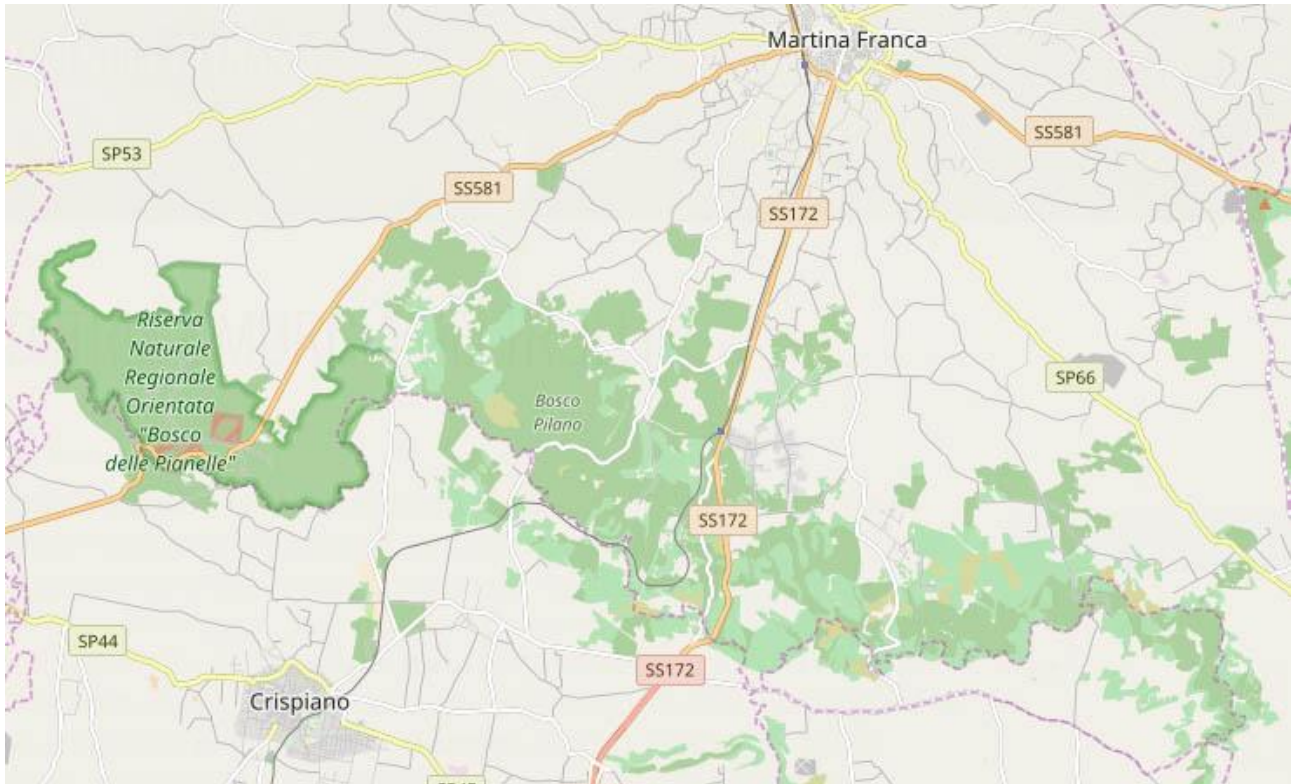 Martina Franca
SP53
SS581
SS581
SS172
Riserva
Naturale
Regionale
Orientata
"Bosco
delle Pianelle"
SP66
Bosco
Pilano
SS172
SP44
SS172
Crispiano